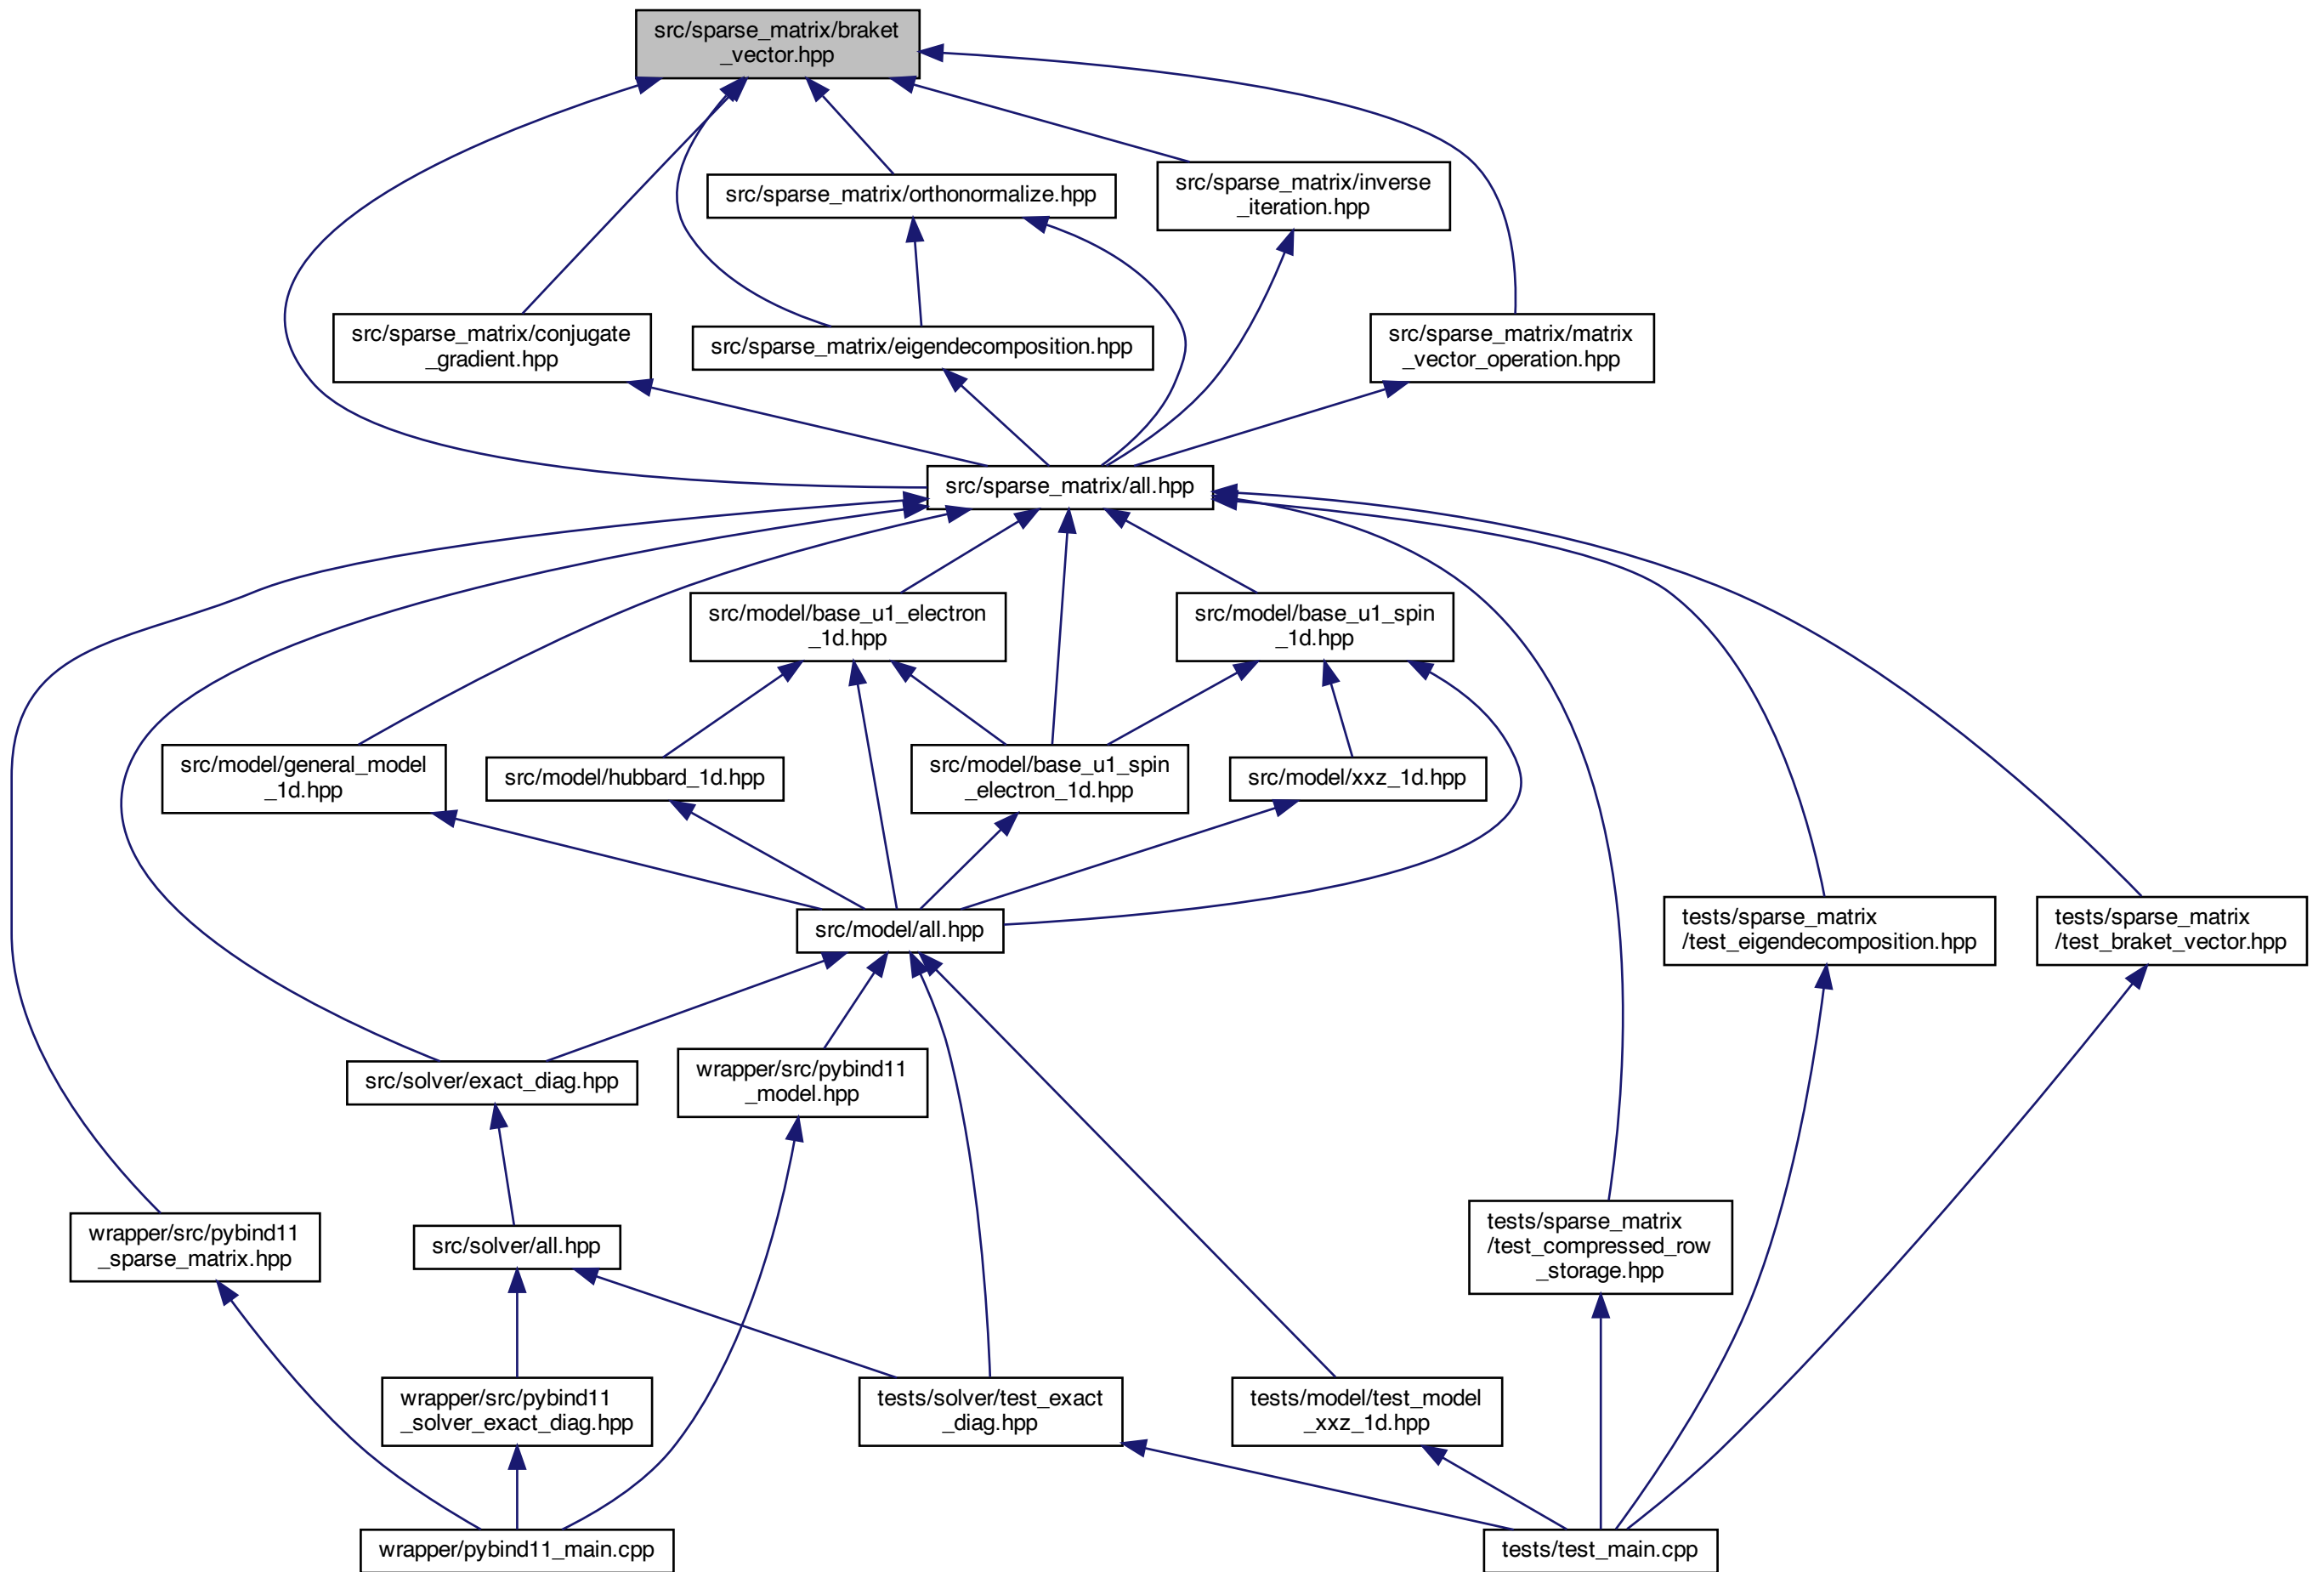 src/sparse_matrix/braket
_vector.hpp
src/sparse_matrix/orthonormalize.hpp
src/sparse_matrix/inverse
_iteration.hpp
src/sparse_matrix/conjugate
_gradient.hpp
src/sparse_matrix/eigendecomposition.hpp
src/sparse_matrix/matrix
_vector_operation.hpp
src/sparse_matrix/all.hpp
src/model/base_u1_electron
_1d.hpp
src/model/base_u1_spin
_1d.hpp
src/model/general_model
_1d.hpp
src/model/hubbard_1d.hpp
src/model/base_u1_spin
_electron_1d.hpp
src/model/xxz_1d.hpp
src/model/all.hpp
tests/sparse_matrix
/test_eigendecomposition.hpp
tests/sparse_matrix
/test_braket_vector.hpp
src/solver/exact_diag.hpp
wrapper/src/pybind11
_model.hpp
wrapper/src/pybind11
_sparse_matrix.hpp
src/solver/all.hpp
tests/sparse_matrix
/test_compressed_row
_storage.hpp
wrapper/src/pybind11
_solver_exact_diag.hpp
tests/solver/test_exact
_diag.hpp
tests/model/test_model
_xxz_1d.hpp
wrapper/pybind11_main.cpp
tests/test_main.cpp